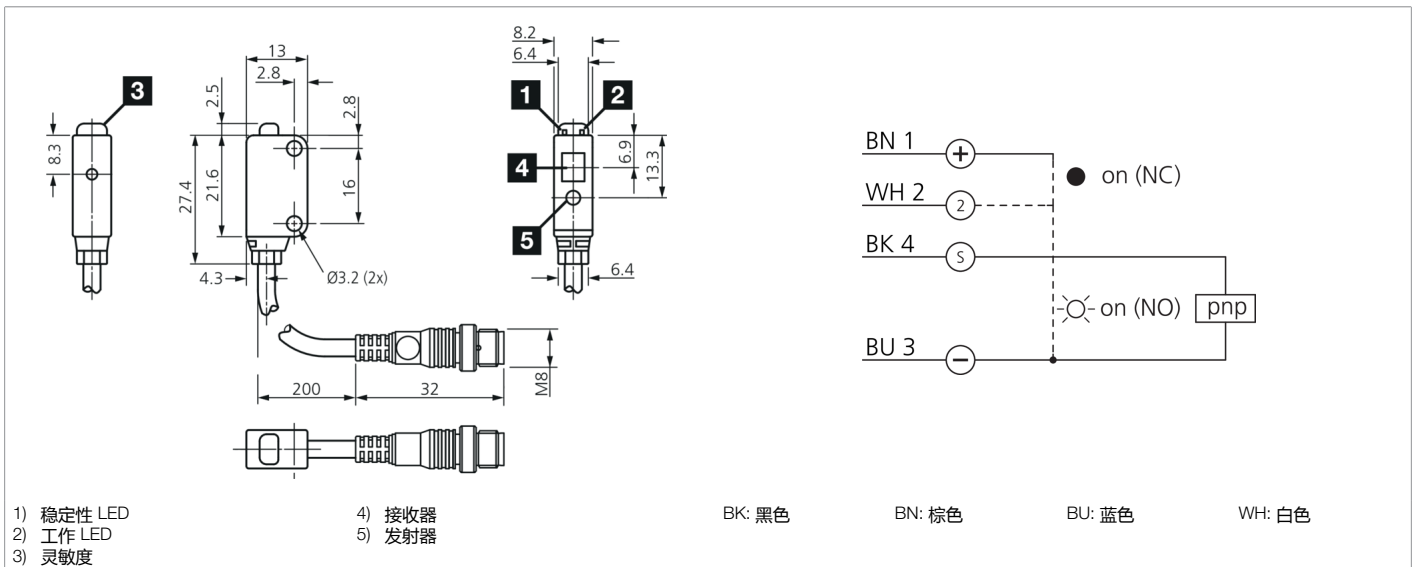 8.2
6.4
13
2.8
3
1
2
2.5
2.8
8.3
4
6.9
13.3
27.4
21.6
16
5
4.3
Ø3.2 (2x)
6.4
200
32
M8
BN 1
+
on (NC)
WH 2
2
BK 4
S
on (NO)
pnp
BU 3
−
1) 稳定性 LED
2) 工作 LED
3) 灵敏度
4) 接收器
5) 发射器
BK: 黑色
BN: 棕色
BU: 蓝色
WH: 白色